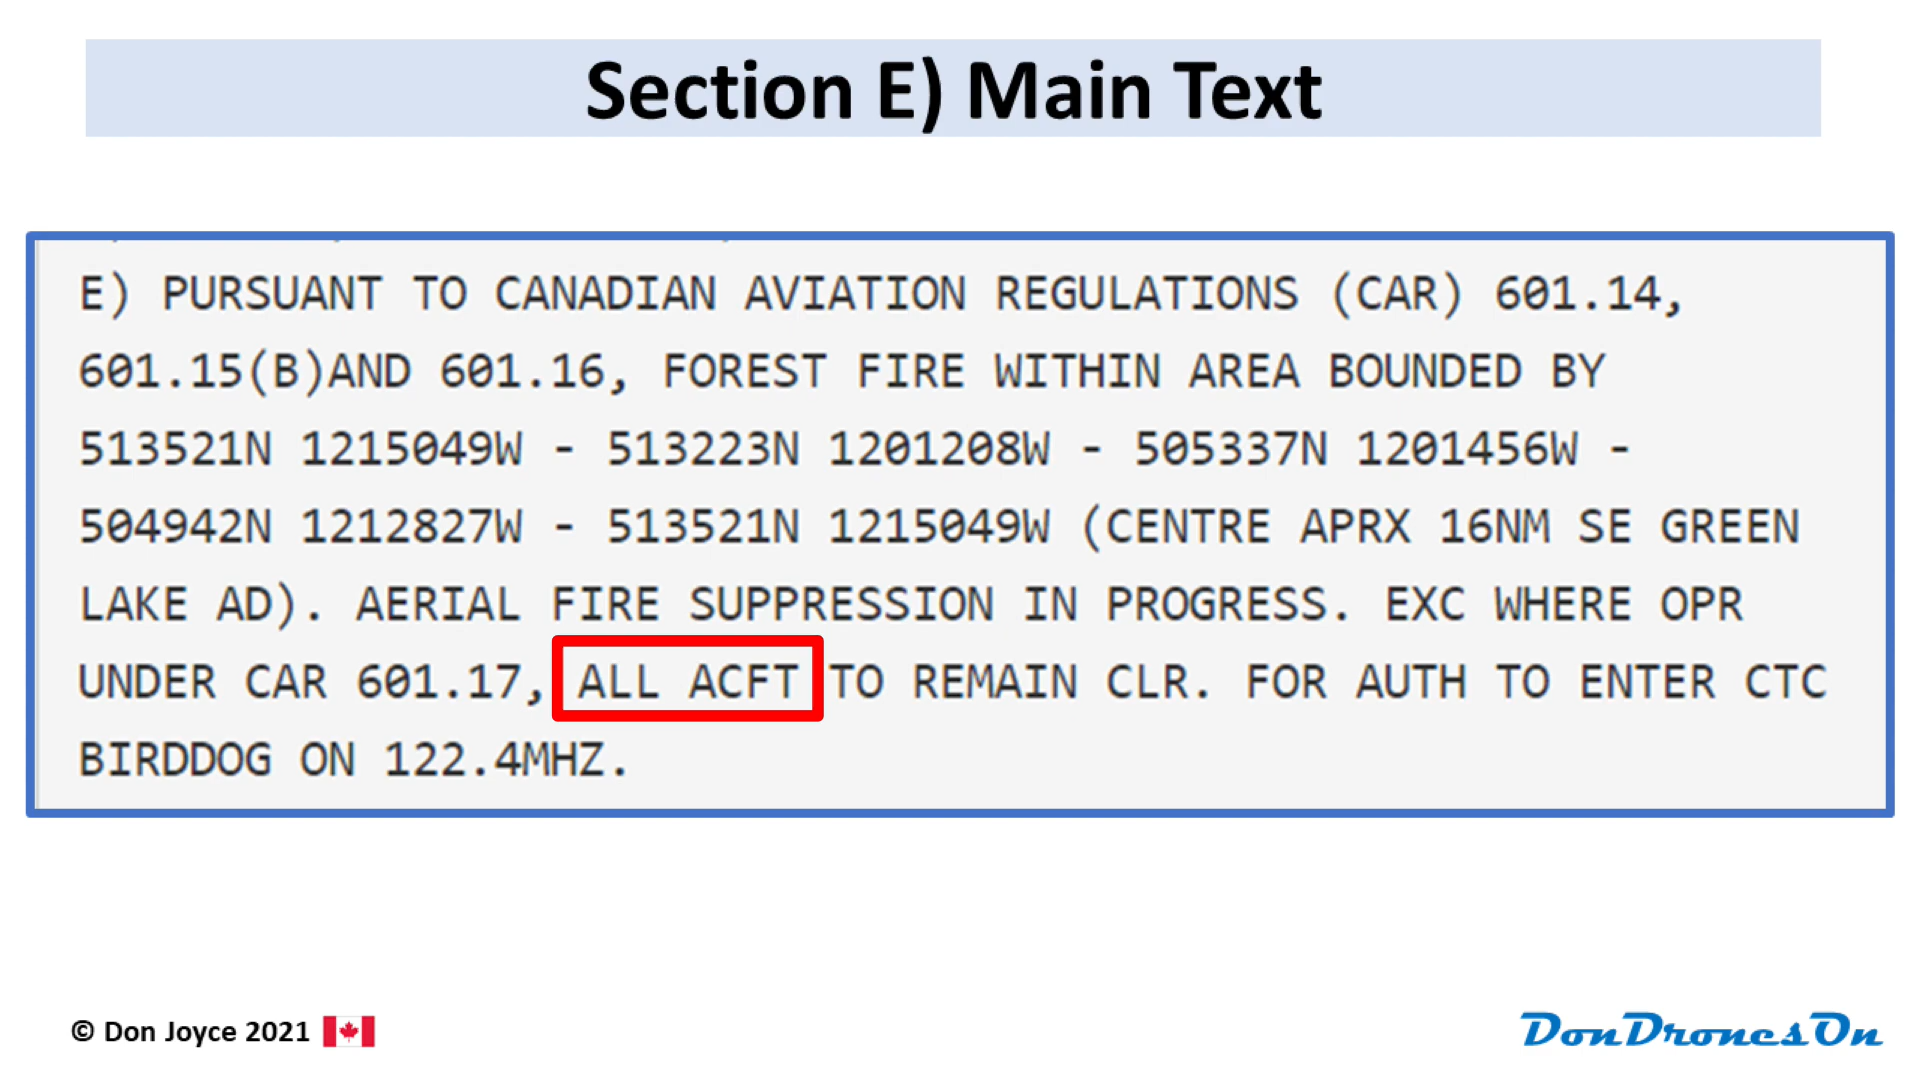 Section E) Main Text
E) PURSUANT TO CANADIAN AVIATION REGULATIONS (CAR) 601.14,
601.15(B)AND 601.16, FOREST FIRE WITHIN AREA BOUNDED BY
513521N 1215049W - 513223N 1201208W - 505337N 1201456W -
504942N 1212827W - 513521N 1215049W (CENTRE APRX 16NM SE GREEN
LAKE AD). AERIAL FIRE SUPPRESSION IN PROGRESS. EXC WHERE OPR
UNDER CAR 601.17, ALL ACFT TO REMAIN CLR. FOR AUTH TO ENTER CTC
BIRDDOG ON 122.4MHZ.
© Don Joyce 2021
DonDronesOn